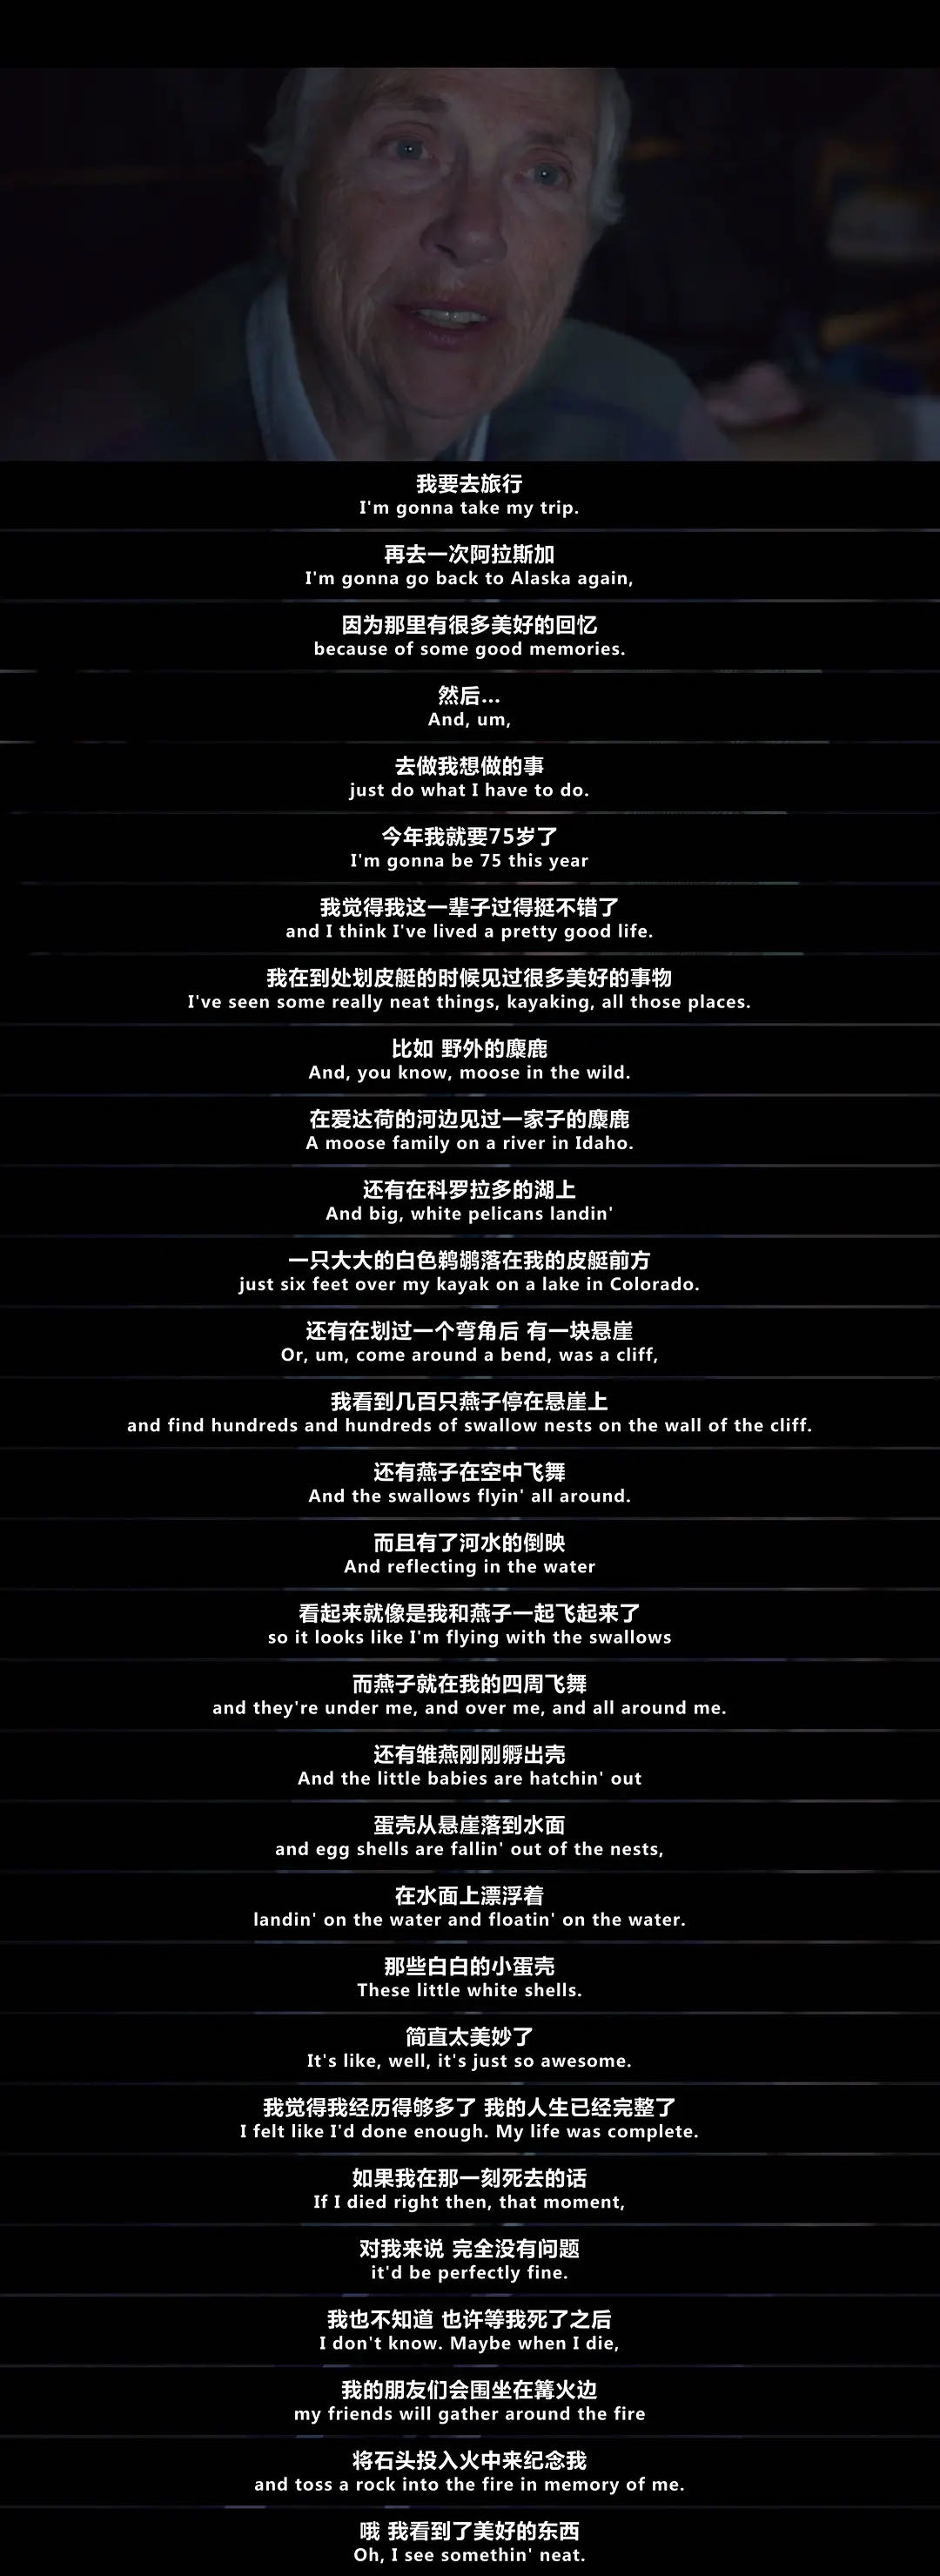 我要去旅行
I'm gonna take my trip.
再去一次阿拉斯加
I'm gonna go back to Alaska again,
因为那里有很多美好的回忆
because of some good memories.
然后...
And, um,
去做我想做的事
just do what I have to do.
今年我就要75岁了
I'm gonna be 75 this year
我觉得我这一辈子过得挺不错了
and I think I've lived a pretty good life.
我在到处划皮艇的时候见过很多美好的事物
I've seen some really neat things, kayaking, all those places.
比如 野外的麋鹿
And, you know, moose in the wild.
在爱达荷的河边见过一家子的麋鹿
A moose family on a river in Idaho.
还有在科罗拉多的湖上
And big, white pelicans landin'
一只大大的白色鹈鹕落在我的皮艇前方
just six feet over my kayak on a lake in Colorado.
还有在划过一个弯角后 有一块悬崖
Or, um, come around a bend, was a cliff,
我看到几百只燕子停在悬崖上
and find hundreds and hundreds of swallow nests on the wall of the cliff.
还有燕子在空中飞舞
And the swallows flyin' all around.
而且有了河水的倒映
And reflecting in the water
看起来就像是我和燕子一起飞起来了
so it looks like I'm flying with the swallows
而燕子就在我的四周飞舞
and they're under me, and over me, and all around me.
还有雏燕刚刚孵出壳
And the little babies are hatchin' out
蛋壳从悬崖落到水面
and egg shells are fallin' out of the nests,
在水面上漂浮着
landin' on the water and floatin' on the water.
那些白白的小蛋壳
These little white shells.
简直太美妙了
It's like, well, it's just so awesome.
我觉得我经历得够多了 我的人生已经完整了
I felt like I'd done enough. My life was complete.
如果我在那一刻死去的话
If I died right then, that moment,
对我来说 完全没有问题
it'd be perfectly fine.
我也不知道 也许等我死了之后
I don't know. Maybe when I die,
我的朋友们会围坐在篝火边
my friends will gather around the fire
将石头投入火中来纪念我
and toss a rock into the fire in memory of me.
哦 我看到了美好的东西
Oh, I see somethin' neat.